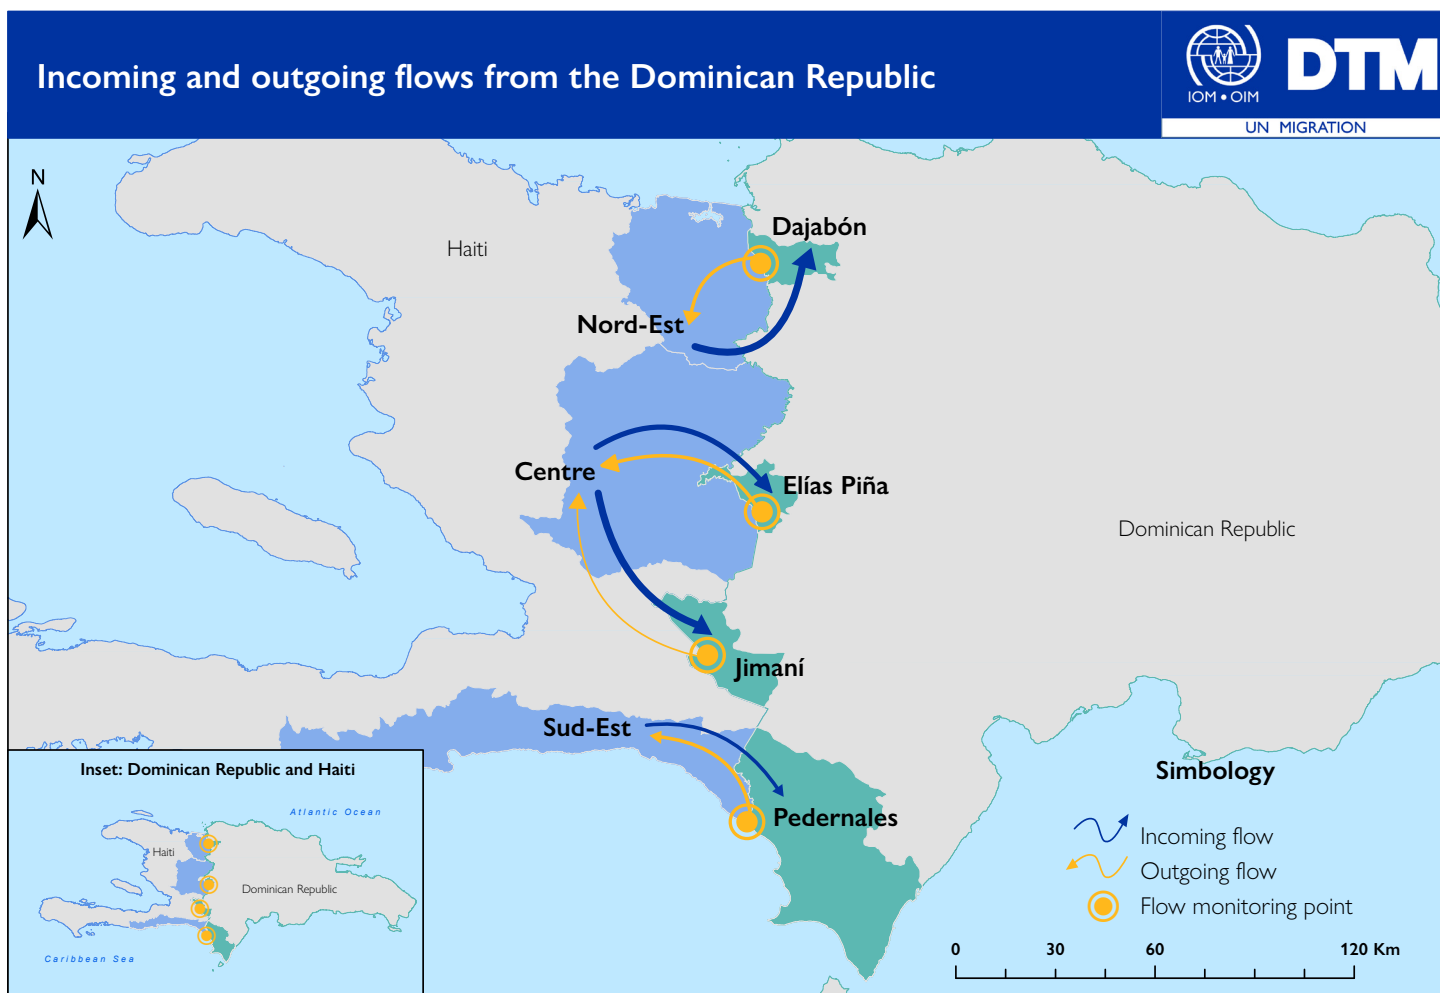 Incoming and outgoing flows from the Dominican Republic
IOM • OIM
DTM
UN MIGRATION
N
Haiti
Dajabón
Nord-Est
Centre
Elías Piña
Dominican Republic
Jimaní
Sud-Est
Pedernales
Inset: Dominican Republic and Haiti
Atlantic Ocean
Haiti
Dominican Republic
Caribbean Sea
Simbology
Incoming flow
Outgoing flow
Flow monitoring point
0 30 60 120 Km